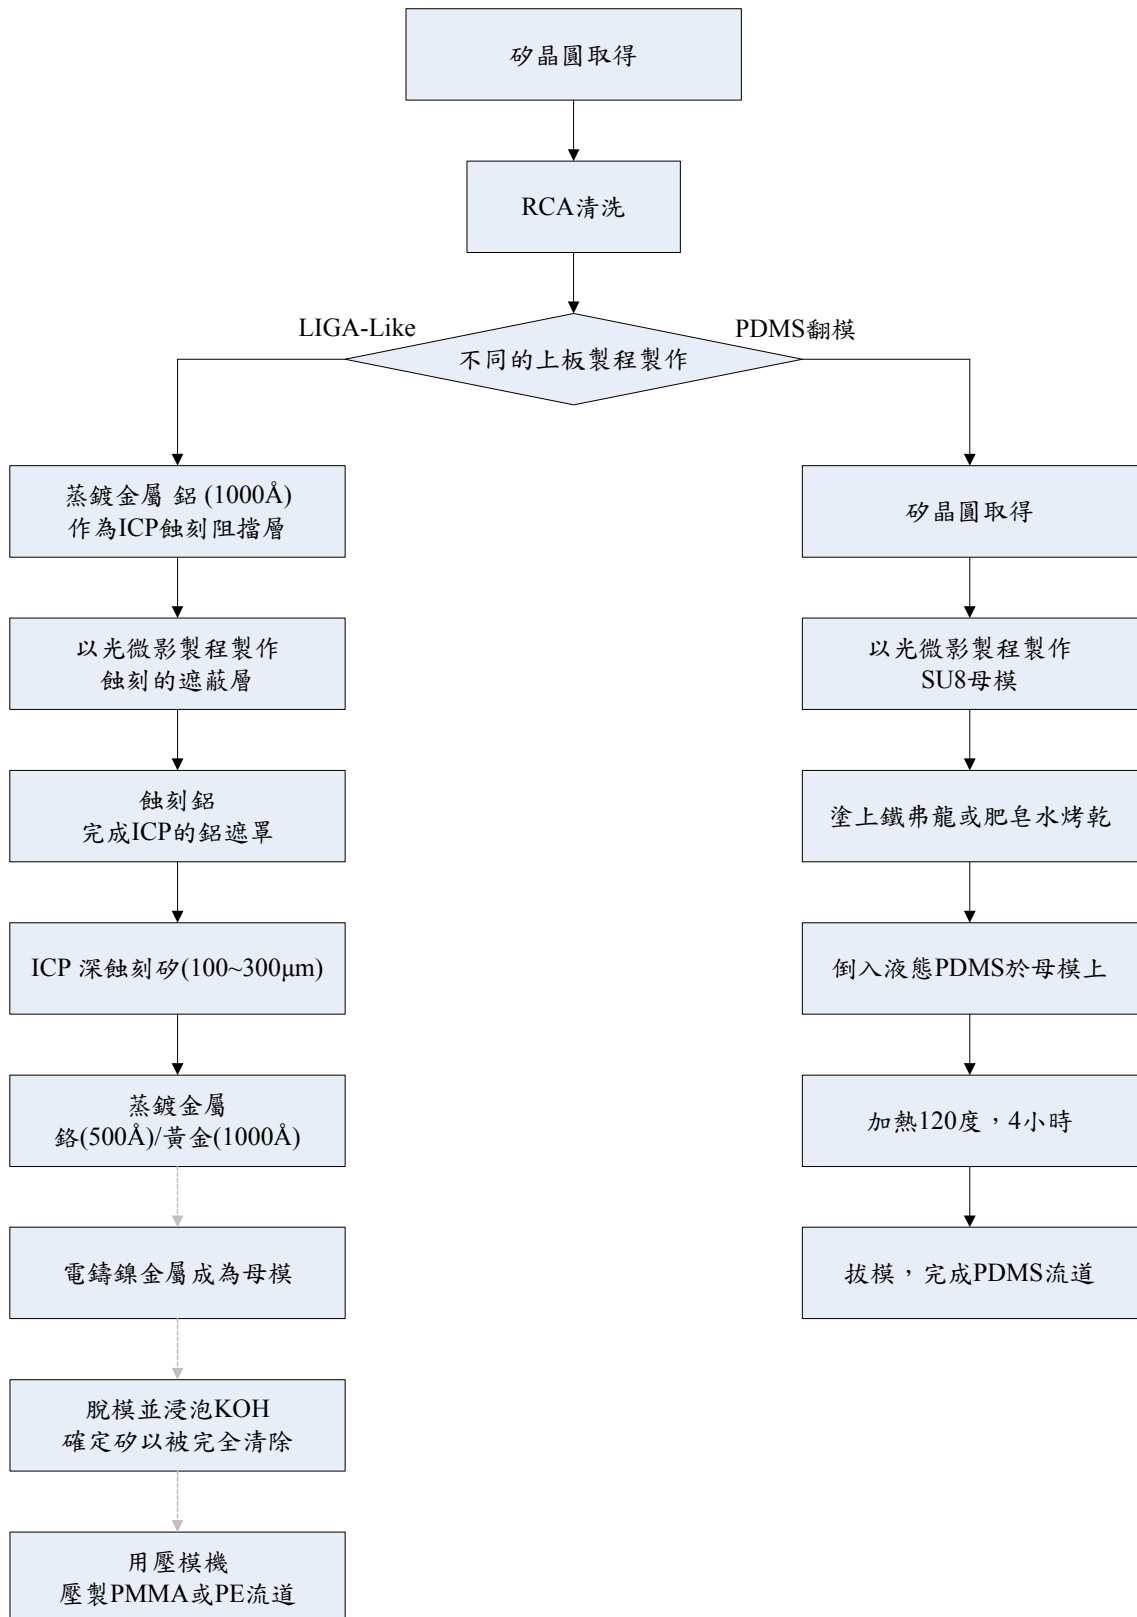 矽晶圓取得
RCA清洗
LIGA-Like
PDMS翻模
不同的上板製程製作
蒸鍍金屬 鋁 (1000Å)
作為ICP蝕刻阻擋層
以光微影製程製作
蝕刻的遮蔽層
蝕刻鋁
完成ICP的鋁遮罩
ICP 深蝕刻矽(100~300μm)
蒸鍍金屬
鉻(500Å)/黃金(1000Å)
電鑄鎳金屬成為母模
脫模並浸泡KOH
確定矽以被完全清除
用壓模機
壓製PMMA或PE流道
矽晶圓取得
以光微影製程製作
SU8母模
塗上鐵弗龍或肥皂水烤乾
倒入液態PDMS於母模上
加熱120度，4小時
拔模，完成PDMS流道